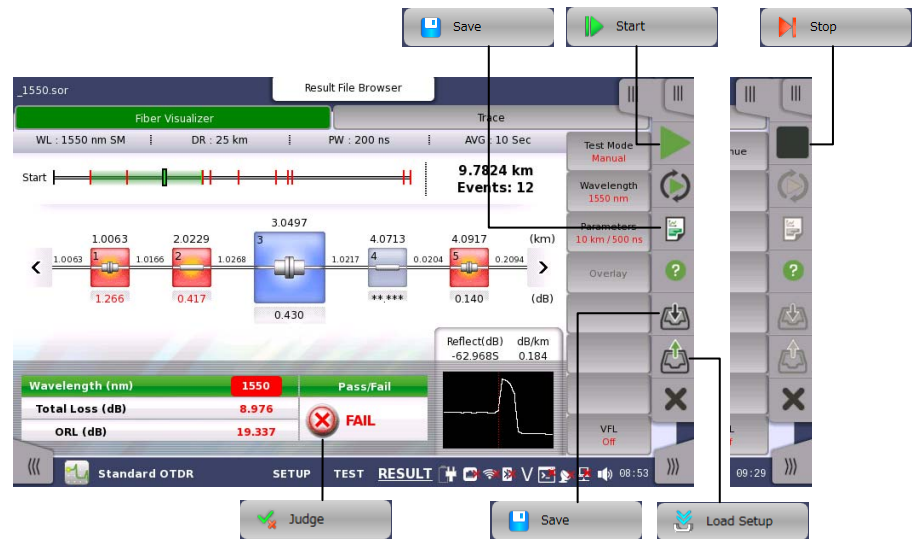 Save
Start
Stop
_1550.sor
Result File Browser
Fiber Visualizer
Trace
WL : 1550 nm SM
DR : 25 km
PW : 200 ns
AVG : 10 Sec
Test Mode
Manual
nue
Start
9.7824 km
Events: 12
Wavelength
1550 nm
Parameters
10 km / 500 ns
3.0497
1.0063
2.0229
4.0713
4.0917
(km)
1.0063
1
1.0166
2
1.0268
3
1.0217
4
0.0204
5
0.2094
Overlay
?
?
1.266
0.417
0.430
**.***
0.140
(dB)
Reflect(dB)
dB/km
-62.968S
0.184
Wavelength (nm)
1550
Pass/Fail
Total Loss (dB)
8.976
FAIL
ORL (dB)
19.337
VFL
Off
L
f
Standard OTDR
SETUP
TEST
RESULT
V
08:53
09:29
Judge
Save
Load Setup